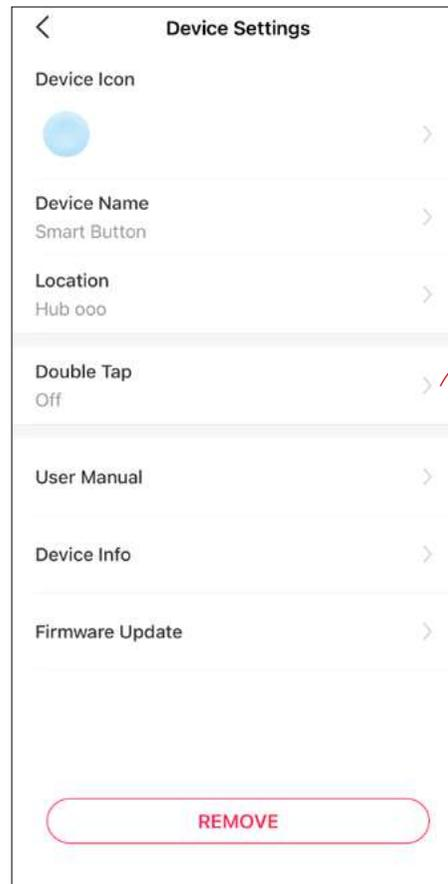 Device Settings
Device Icon
Device Name
Smart Button
Location
Hub ooo
Double Tap
Off
User Manual
Device Info
Firmware Update
REMOVE